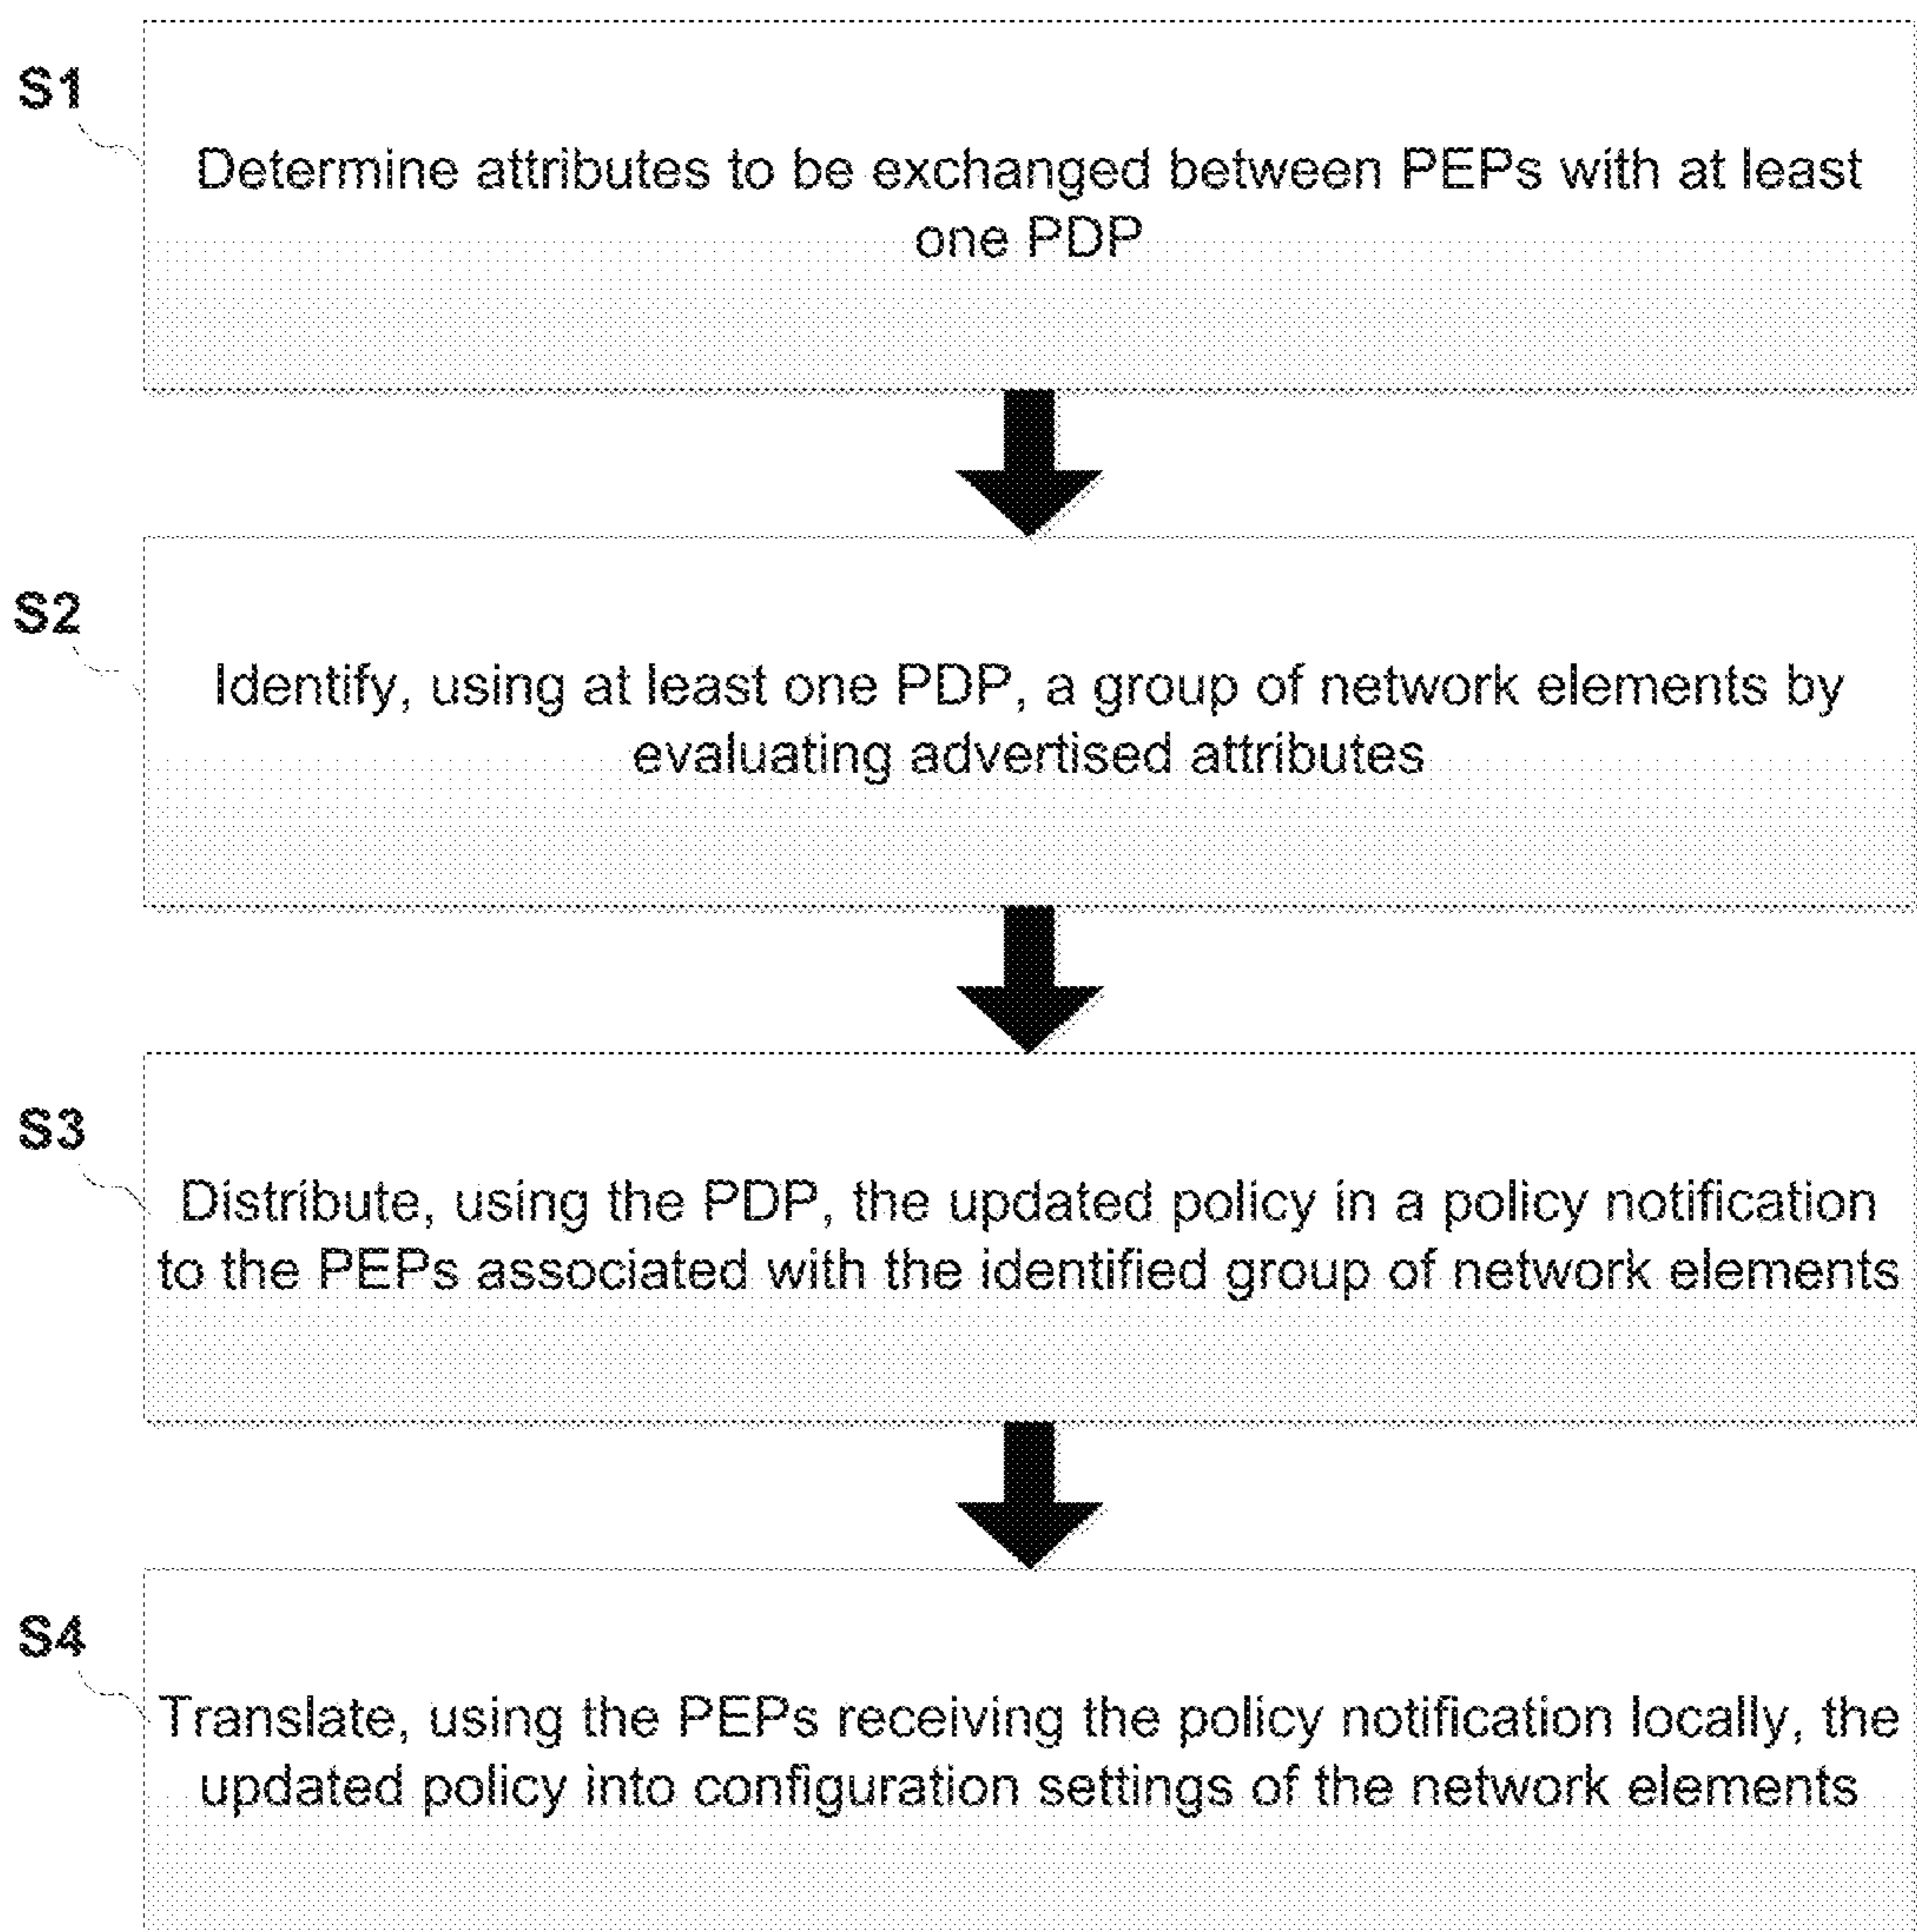 S1
Determine attributes to be exchanged between PEPs with at least
one PDP
S2
Identify, using at least one PDP, a group of network elements by
evaluating advertised attributes
S3
Distribute, using the PDP, the updated policy in a policy notification
to the PEPs associated with the identified group of network elements
S4
Translate, using the PEPs receiving the policy notification locally, the
updated policy into configuration settings of the network elements